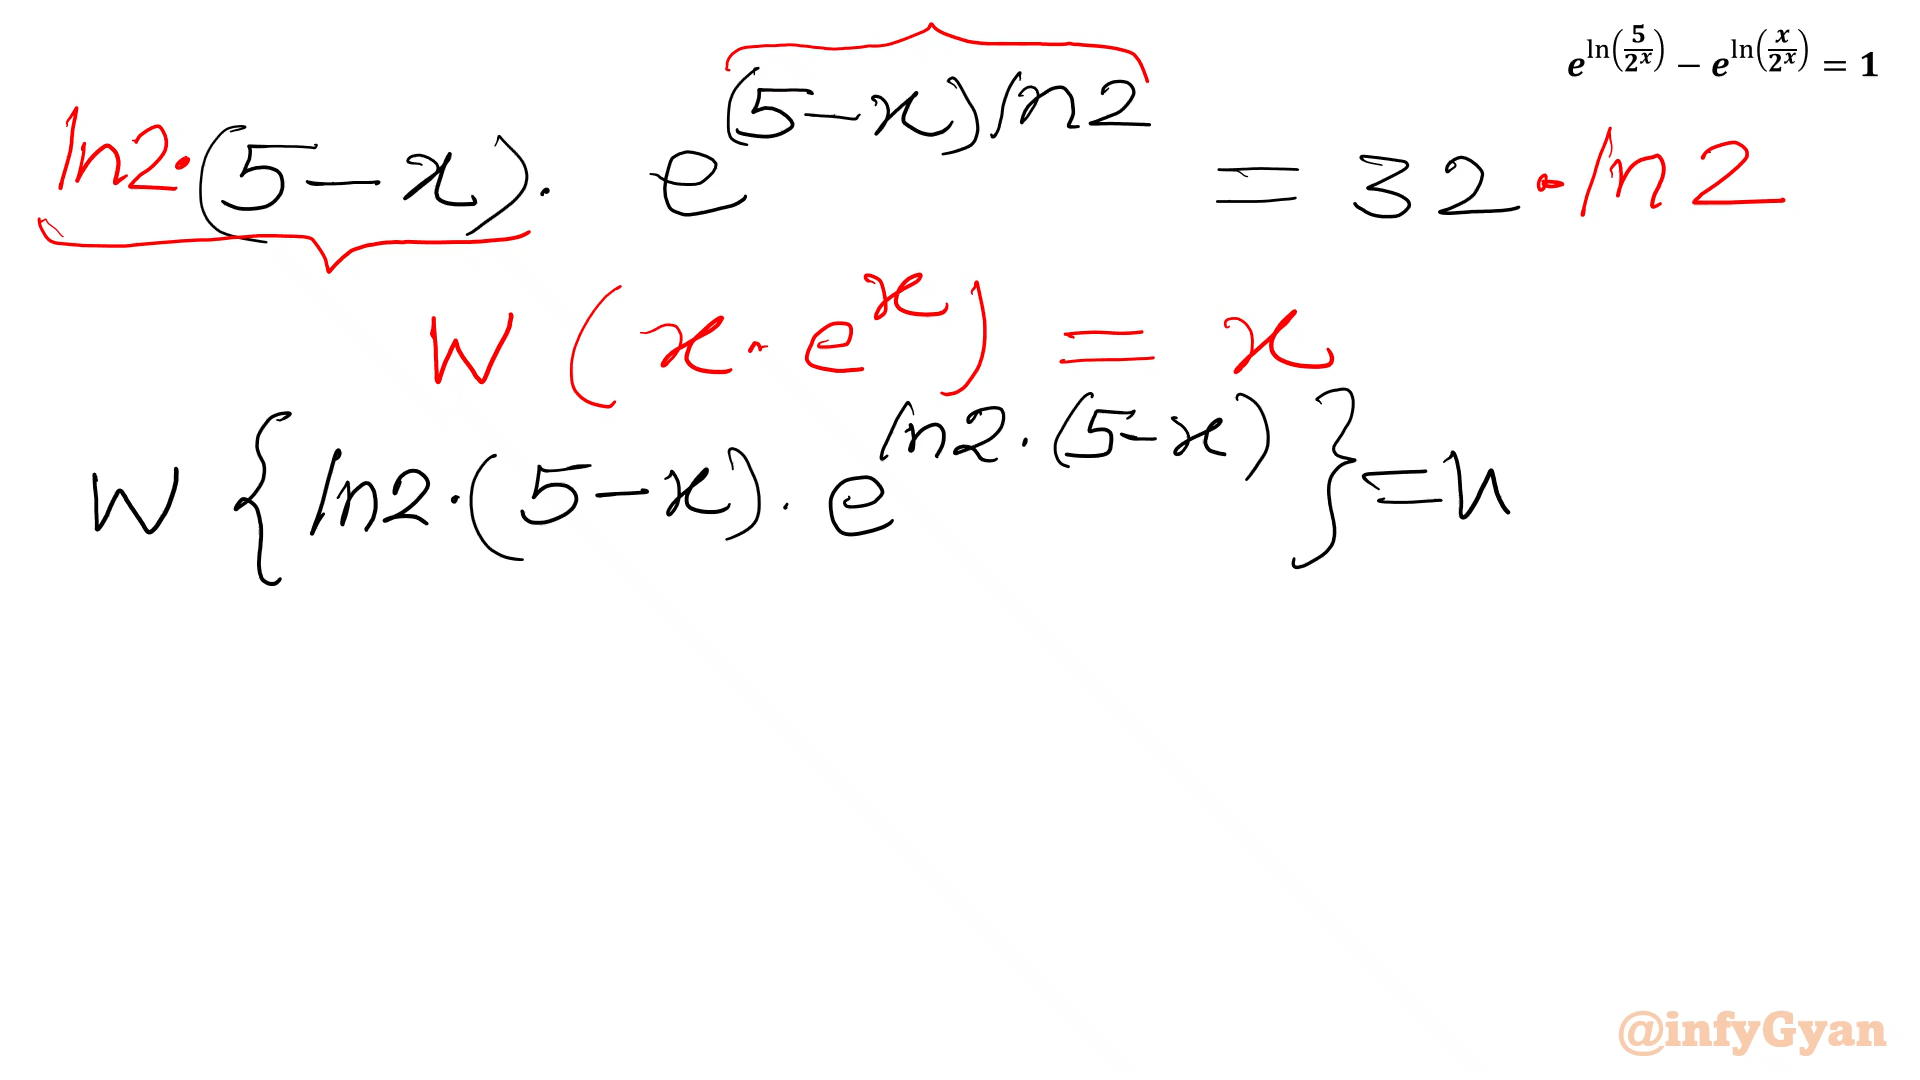 e^{ln(5/2^x)} − e^{ln(x/2^x)} = 1
ln2·(5−x)· e^{(5−x)ln2} = 32·ln2
W(x·e^x) = x
W{ln2·(5−x)·e^{ln2·(5−x)}}=
@infyGyan